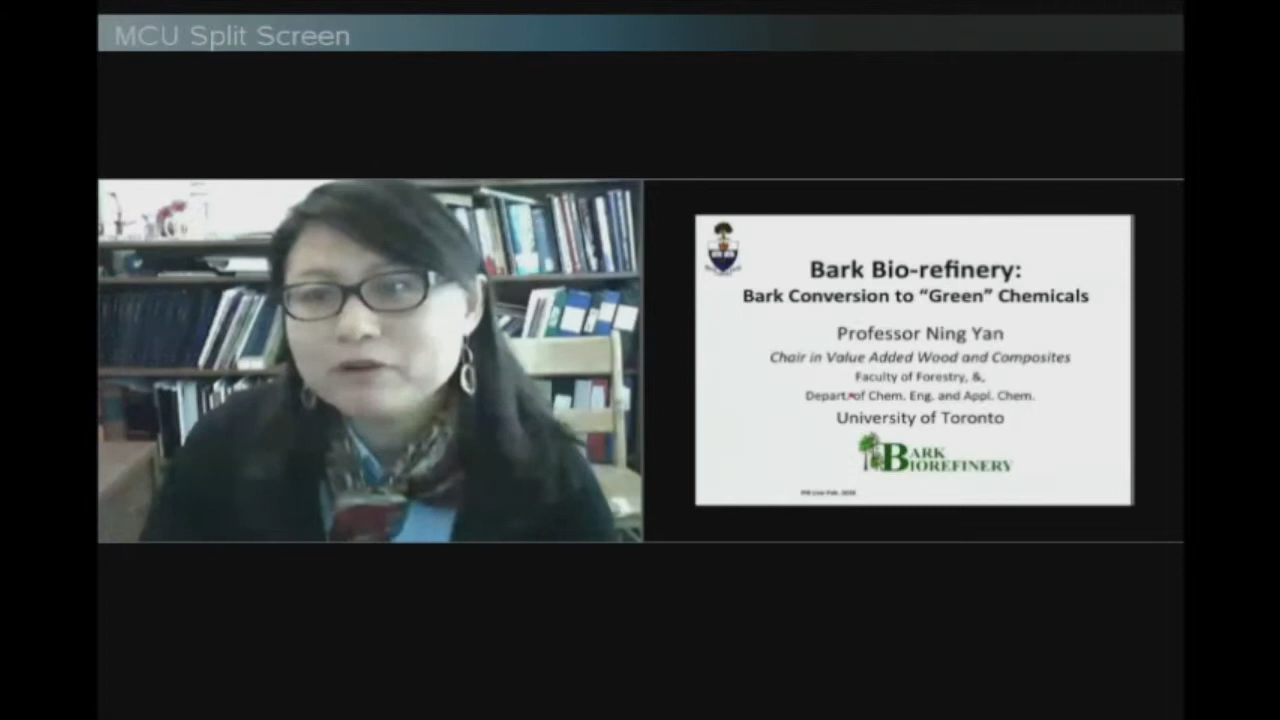 MCU Split Screen
Bark Bio-refinery:
Bark Conversion to “Green” Chemicals
Professor Ning Yan
Chair in Value Added Wood and Composites
Faculty of Forestry, &,
Depart. of Chem. Eng. and Appl. Chem.
University of Toronto
BARK
BIOREFINERY